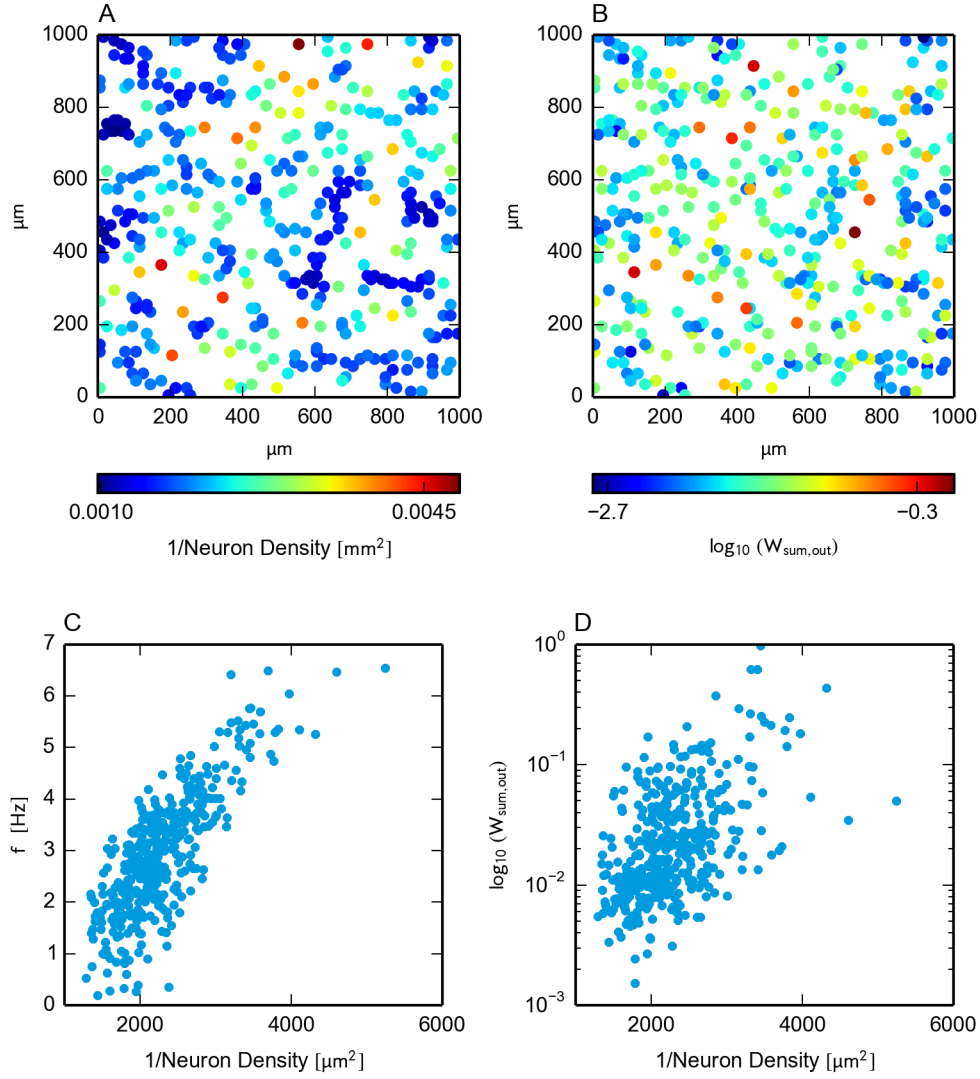 A
B
1000
800
600
400
200
0
µm
0 200 400 600 800 1000
µm
1000
800
600
400
200
0
µm
0 200 400 600 800 1000
µm
0.0010 0.0045
1/Neuron Density [mm²]
−2.7 −0.3
log₁₀ (W_sum,out)
C
D
7
6
5
4
3
2
1
0
f [Hz]
2000 4000 6000
1/Neuron Density [µm²]
10⁰
10⁻¹
10⁻²
10⁻³
log₁₀ (W_sum,out)
2000 4000 6000
1/Neuron Density [µm²]